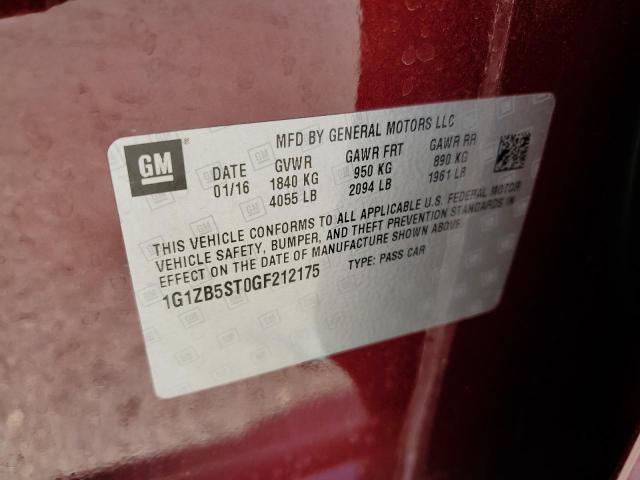 MFD BY GENERAL MOTORS LLC
GM ®
DATE GVWR GAWR FRT GAWR RR
01/16 1840 KG 950 KG 890 KG
4055 LB 2094 LB 1961 LB
THIS VEHICLE CONFORMS TO ALL APPLICABLE U.S. FEDERAL MOTOR
VEHICLE SAFETY, BUMPER, AND THEFT PREVENTION STANDARDS IN
EFFECT ON THE DATE OF MANUFACTURE SHOWN ABOVE.
1G1ZB5ST0GF212175 TYPE: PASS CAR